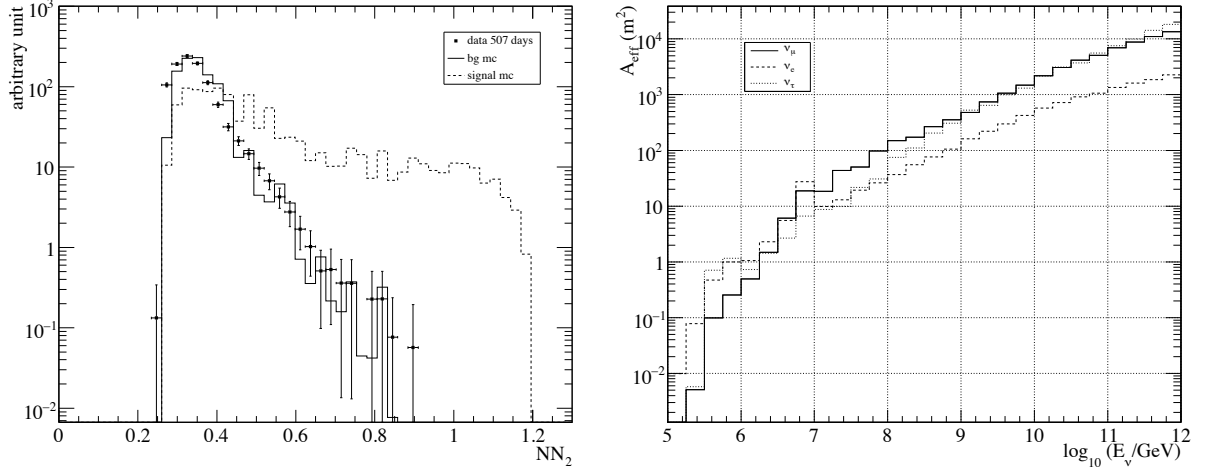 arbitrary unit
10³
10²
10
1
10⁻¹
10⁻²
data 507 days
bg mc
signal mc
0 0.2 0.4 0.6 0.8 1 1.2
NN₂
A_eff (m²)
10⁴
10³
10²
10
1
10⁻¹
10⁻²
ν_μ
ν_e
ν_τ
5 6 7 8 9 10 11 12
log₁₀ (E_ν/GeV)